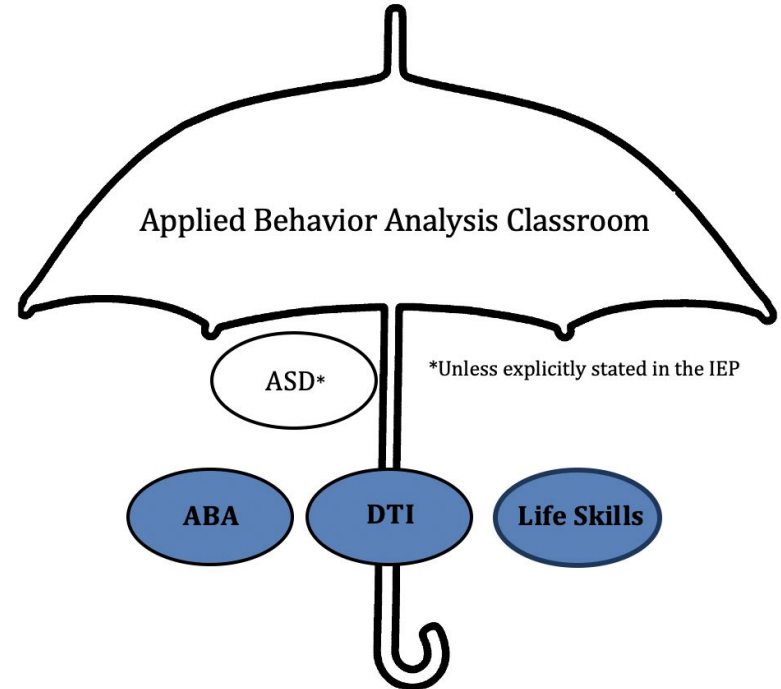 Applied Behavior Analysis Classroom
ASD*
*Unless explicitly stated in the IEP
ABA
DTI
Life Skills